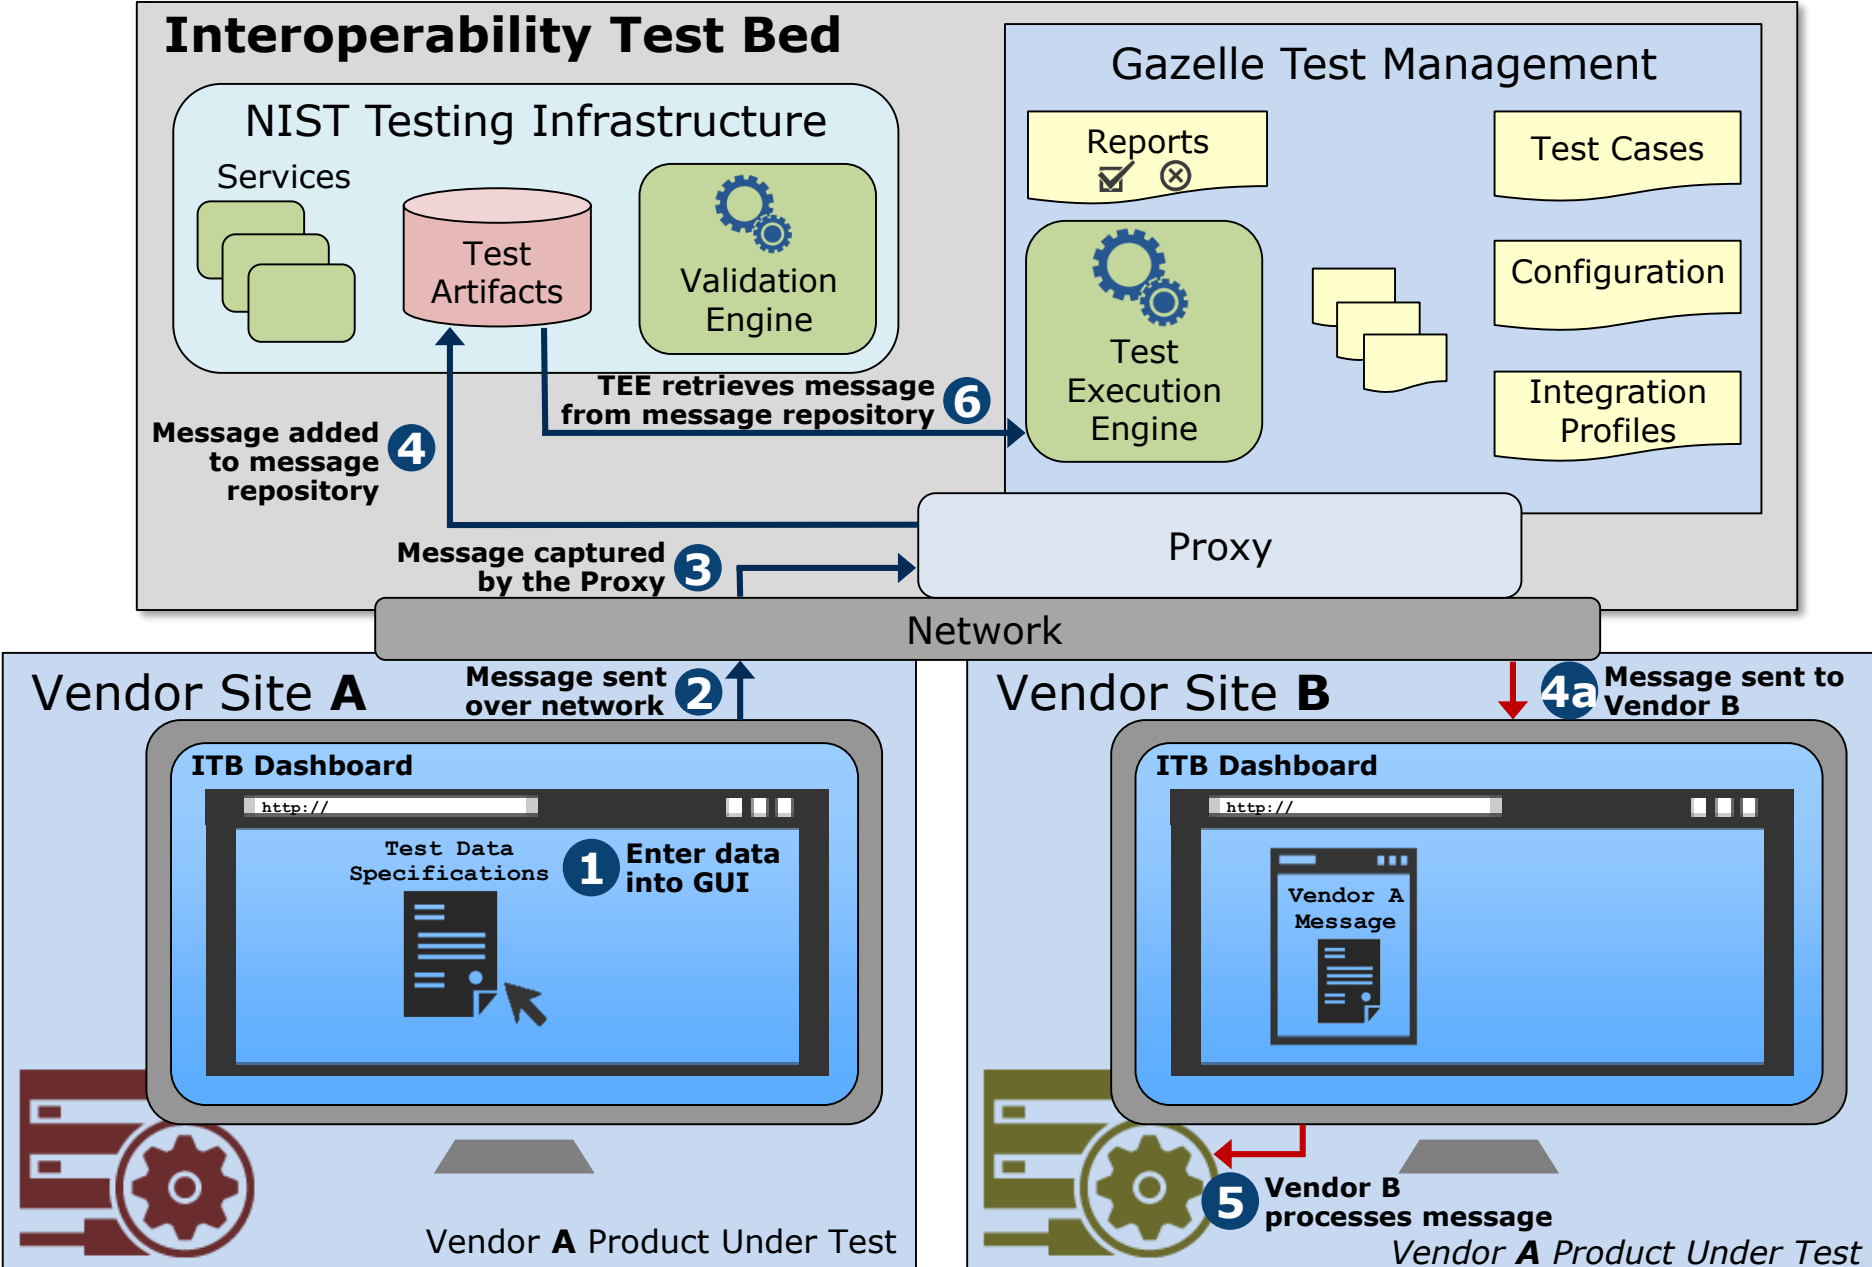 Interoperability Test Bed
NIST Testing Infrastructure
Services
Test
Artifacts
Validation
Engine
Gazelle Test Management
Reports
Test Cases
Configuration
Integration
Profiles
Test
Execution
Engine
TEE retrieves message
from message repository
6
Message added
to message
repository
4
Message captured
by the Proxy
3
Proxy
Network
Vendor Site A
Message sent
over network
2
ITB Dashboard
http://
Test Data
Specifications
1
Enter data
into GUI
Vendor A Product Under Test
Vendor Site B
4a
Message sent to
Vendor B
ITB Dashboard
http://
Vendor A
Message
5
Vendor B
processes message
Vendor A Product Under Test